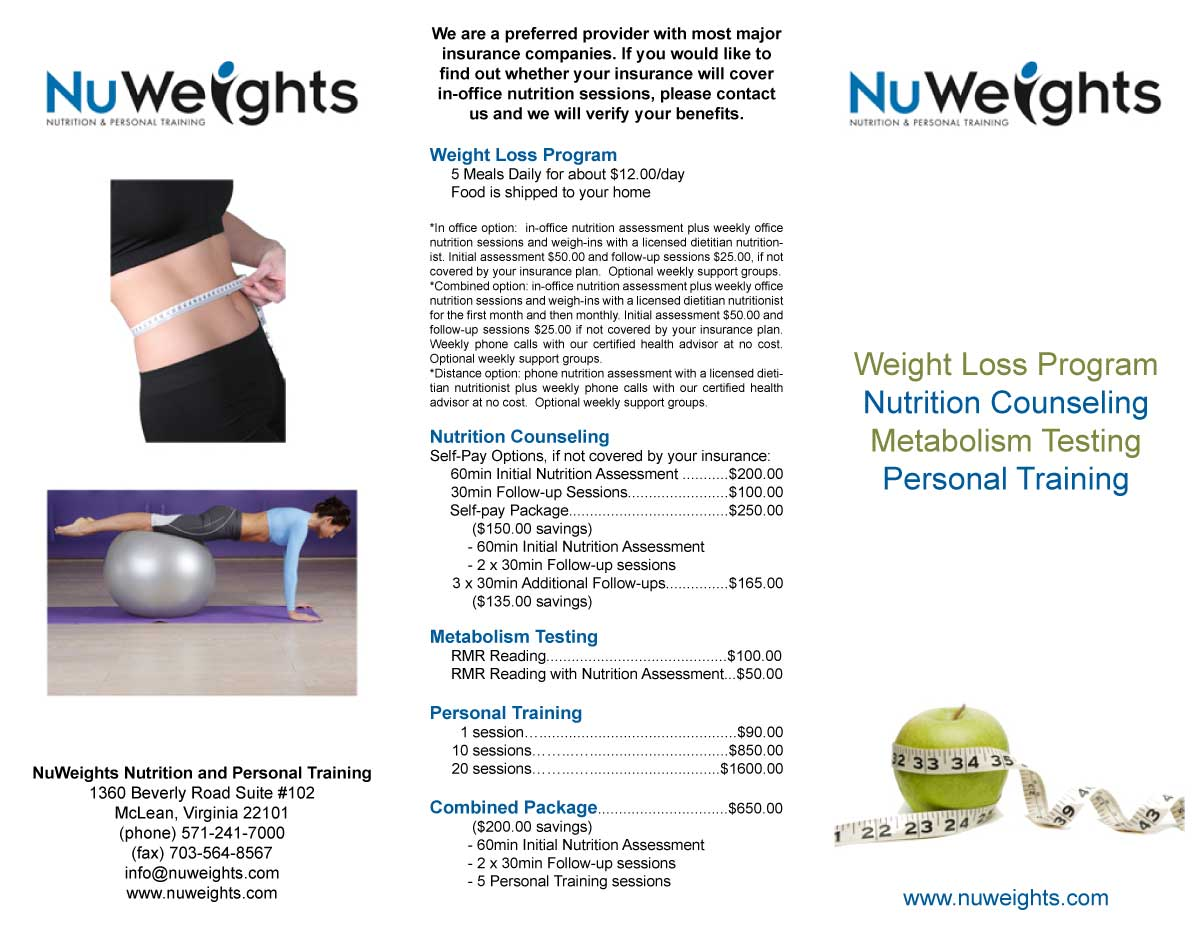 NuWeights
NUTRITION & PERSONAL TRAINING
NuWeights Nutrition and Personal Training
1360 Beverly Road Suite #102
McLean, Virginia 22101
(phone) 571-241-7000
(fax) 703-564-8567
info@nuweights.com
www.nuweights.com
We are a preferred provider with most major
insurance companies. If you would like to
find out whether your insurance will cover
in-office nutrition sessions, please contact
us and we will verify your benefits.
Weight Loss Program
5 Meals Daily for about $12.00/day
Food is shipped to your home
*In office option:  in-office nutrition assessment plus weekly office
nutrition sessions and weigh-ins with a licensed dietitian nutrition-
ist. Initial assessment $50.00 and follow-up sessions $25.00, if not
covered by your insurance plan.  Optional weekly support groups.
*Combined option: in-office nutrition assessment plus weekly office
nutrition sessions and weigh-ins with a licensed dietitian nutritionist
for the first month and then monthly. Initial assessment $50.00 and
follow-up sessions $25.00 if not covered by your insurance plan.
Weekly phone calls with our certified health advisor at no cost.
Optional weekly support groups.
*Distance option: phone nutrition assessment with a licensed dieti-
tian nutritionist plus weekly phone calls with our certified health
advisor at no cost.  Optional weekly support groups.
Nutrition Counseling
Self-Pay Options, if not covered by your insurance:
60min Initial Nutrition Assessment ...........$200.00
30min Follow-up Sessions........................$100.00
Self-pay Package......................................$250.00
($150.00 savings)
- 60min Initial Nutrition Assessment
- 2 x 30min Follow-up sessions
3 x 30min Additional Follow-ups...............$165.00
($135.00 savings)
Metabolism Testing
RMR Reading...........................................$100.00
RMR Reading with Nutrition Assessment...$50.00
Personal Training
1 session..................................................$90.00
10 sessions...............................................$850.00
20 sessions.............................................$1600.00
Combined Package...............................$650.00
($200.00 savings)
- 60min Initial Nutrition Assessment
- 2 x 30min Follow-up sessions
- 5 Personal Training sessions
NuWeights
NUTRITION & PERSONAL TRAINING
Weight Loss Program
Nutrition Counseling
Metabolism Testing
Personal Training
32 33 34 35
1 22 23 24
39 43
www.nuweights.com